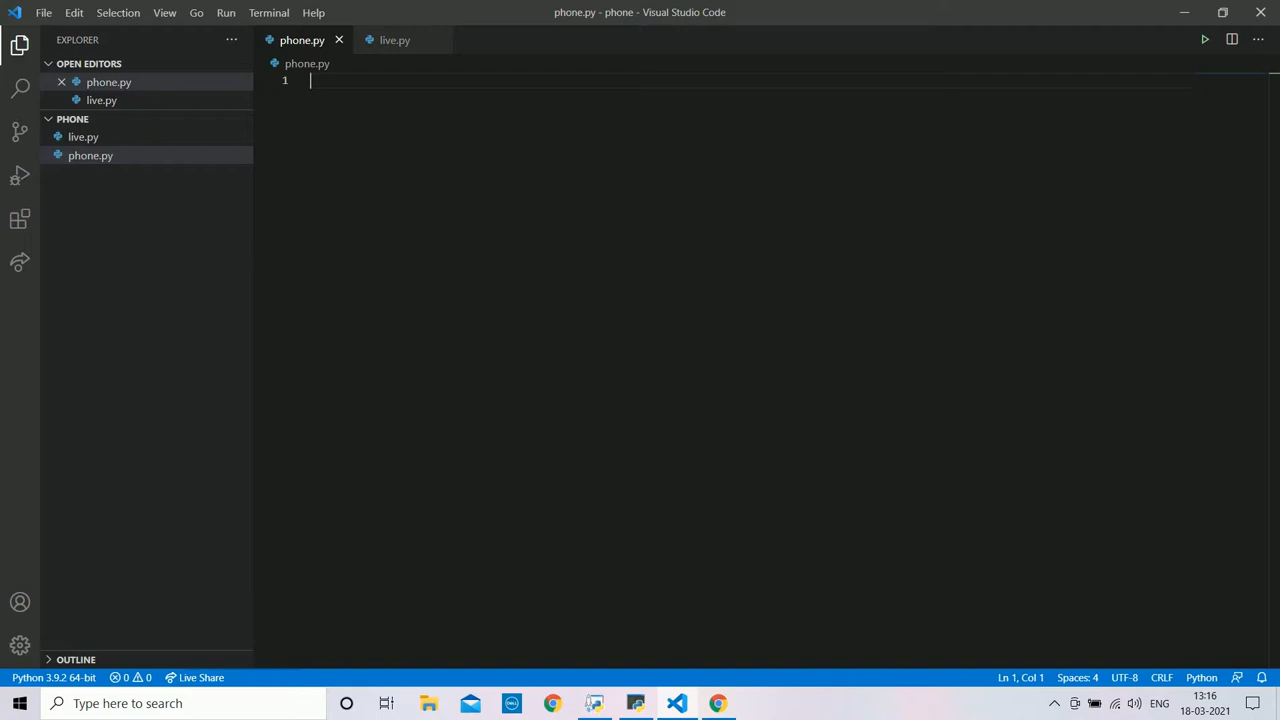 File Edit Selection View Go Run Terminal Help
phone.py - phone - Visual Studio Code
EXPLORER
phone.py
live.py
OPEN EDITORS
phone.py
live.py
PHONE
live.py
phone.py
OUTLINE
phone.py
1
Python 3.9.2 64-bit 0 0 Live Share
Ln 1, Col 1 Spaces: 4 UTF-8 CRLF Python
Type here to search
DELL
ENG
13:16
18-03-2021